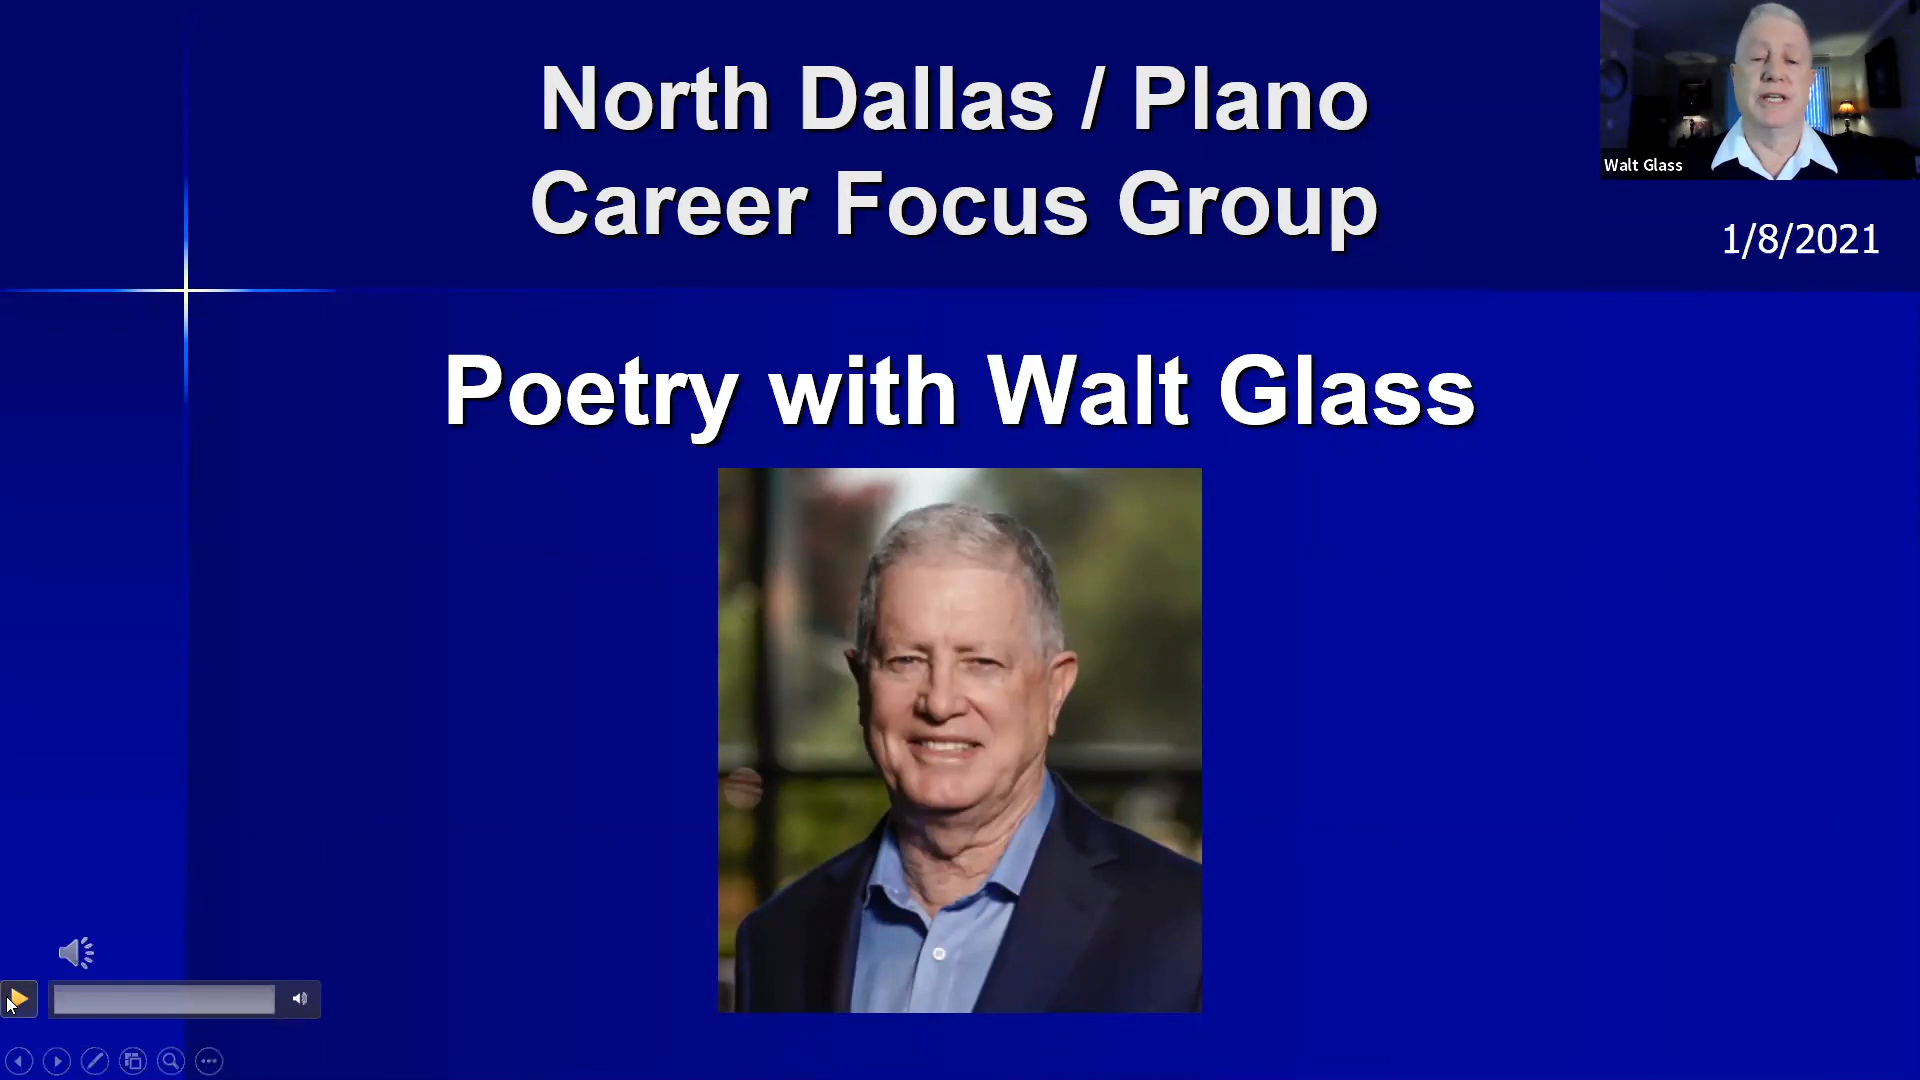 North Dallas / Plano
Career Focus Group
Walt Glass
1/8/2021
Poetry with Walt Glass